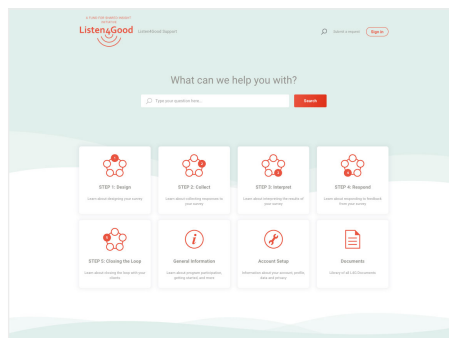 A FUND FOR SHARED INSIGHT
INITIATIVE
Listen4Good
Listen4Good Support
Submit a request
Sign in
What can we help you with?
Type your question here...
Search
STEP 1: Design
Learn about designing your survey
STEP 2: Collect
Learn about collecting responses to
your survey
STEP 3: Interpret
Learn about interpreting the results of
your survey
STEP 4: Respond
Learn about responding to feedback
from your survey
STEP 5: Closing the Loop
Learn about closing the loop with your
clients
General Information
Learn about program participation,
getting started, and more
Account Setup
Information about your account, profile,
data and privacy
Documents
Library of all L4G Documents